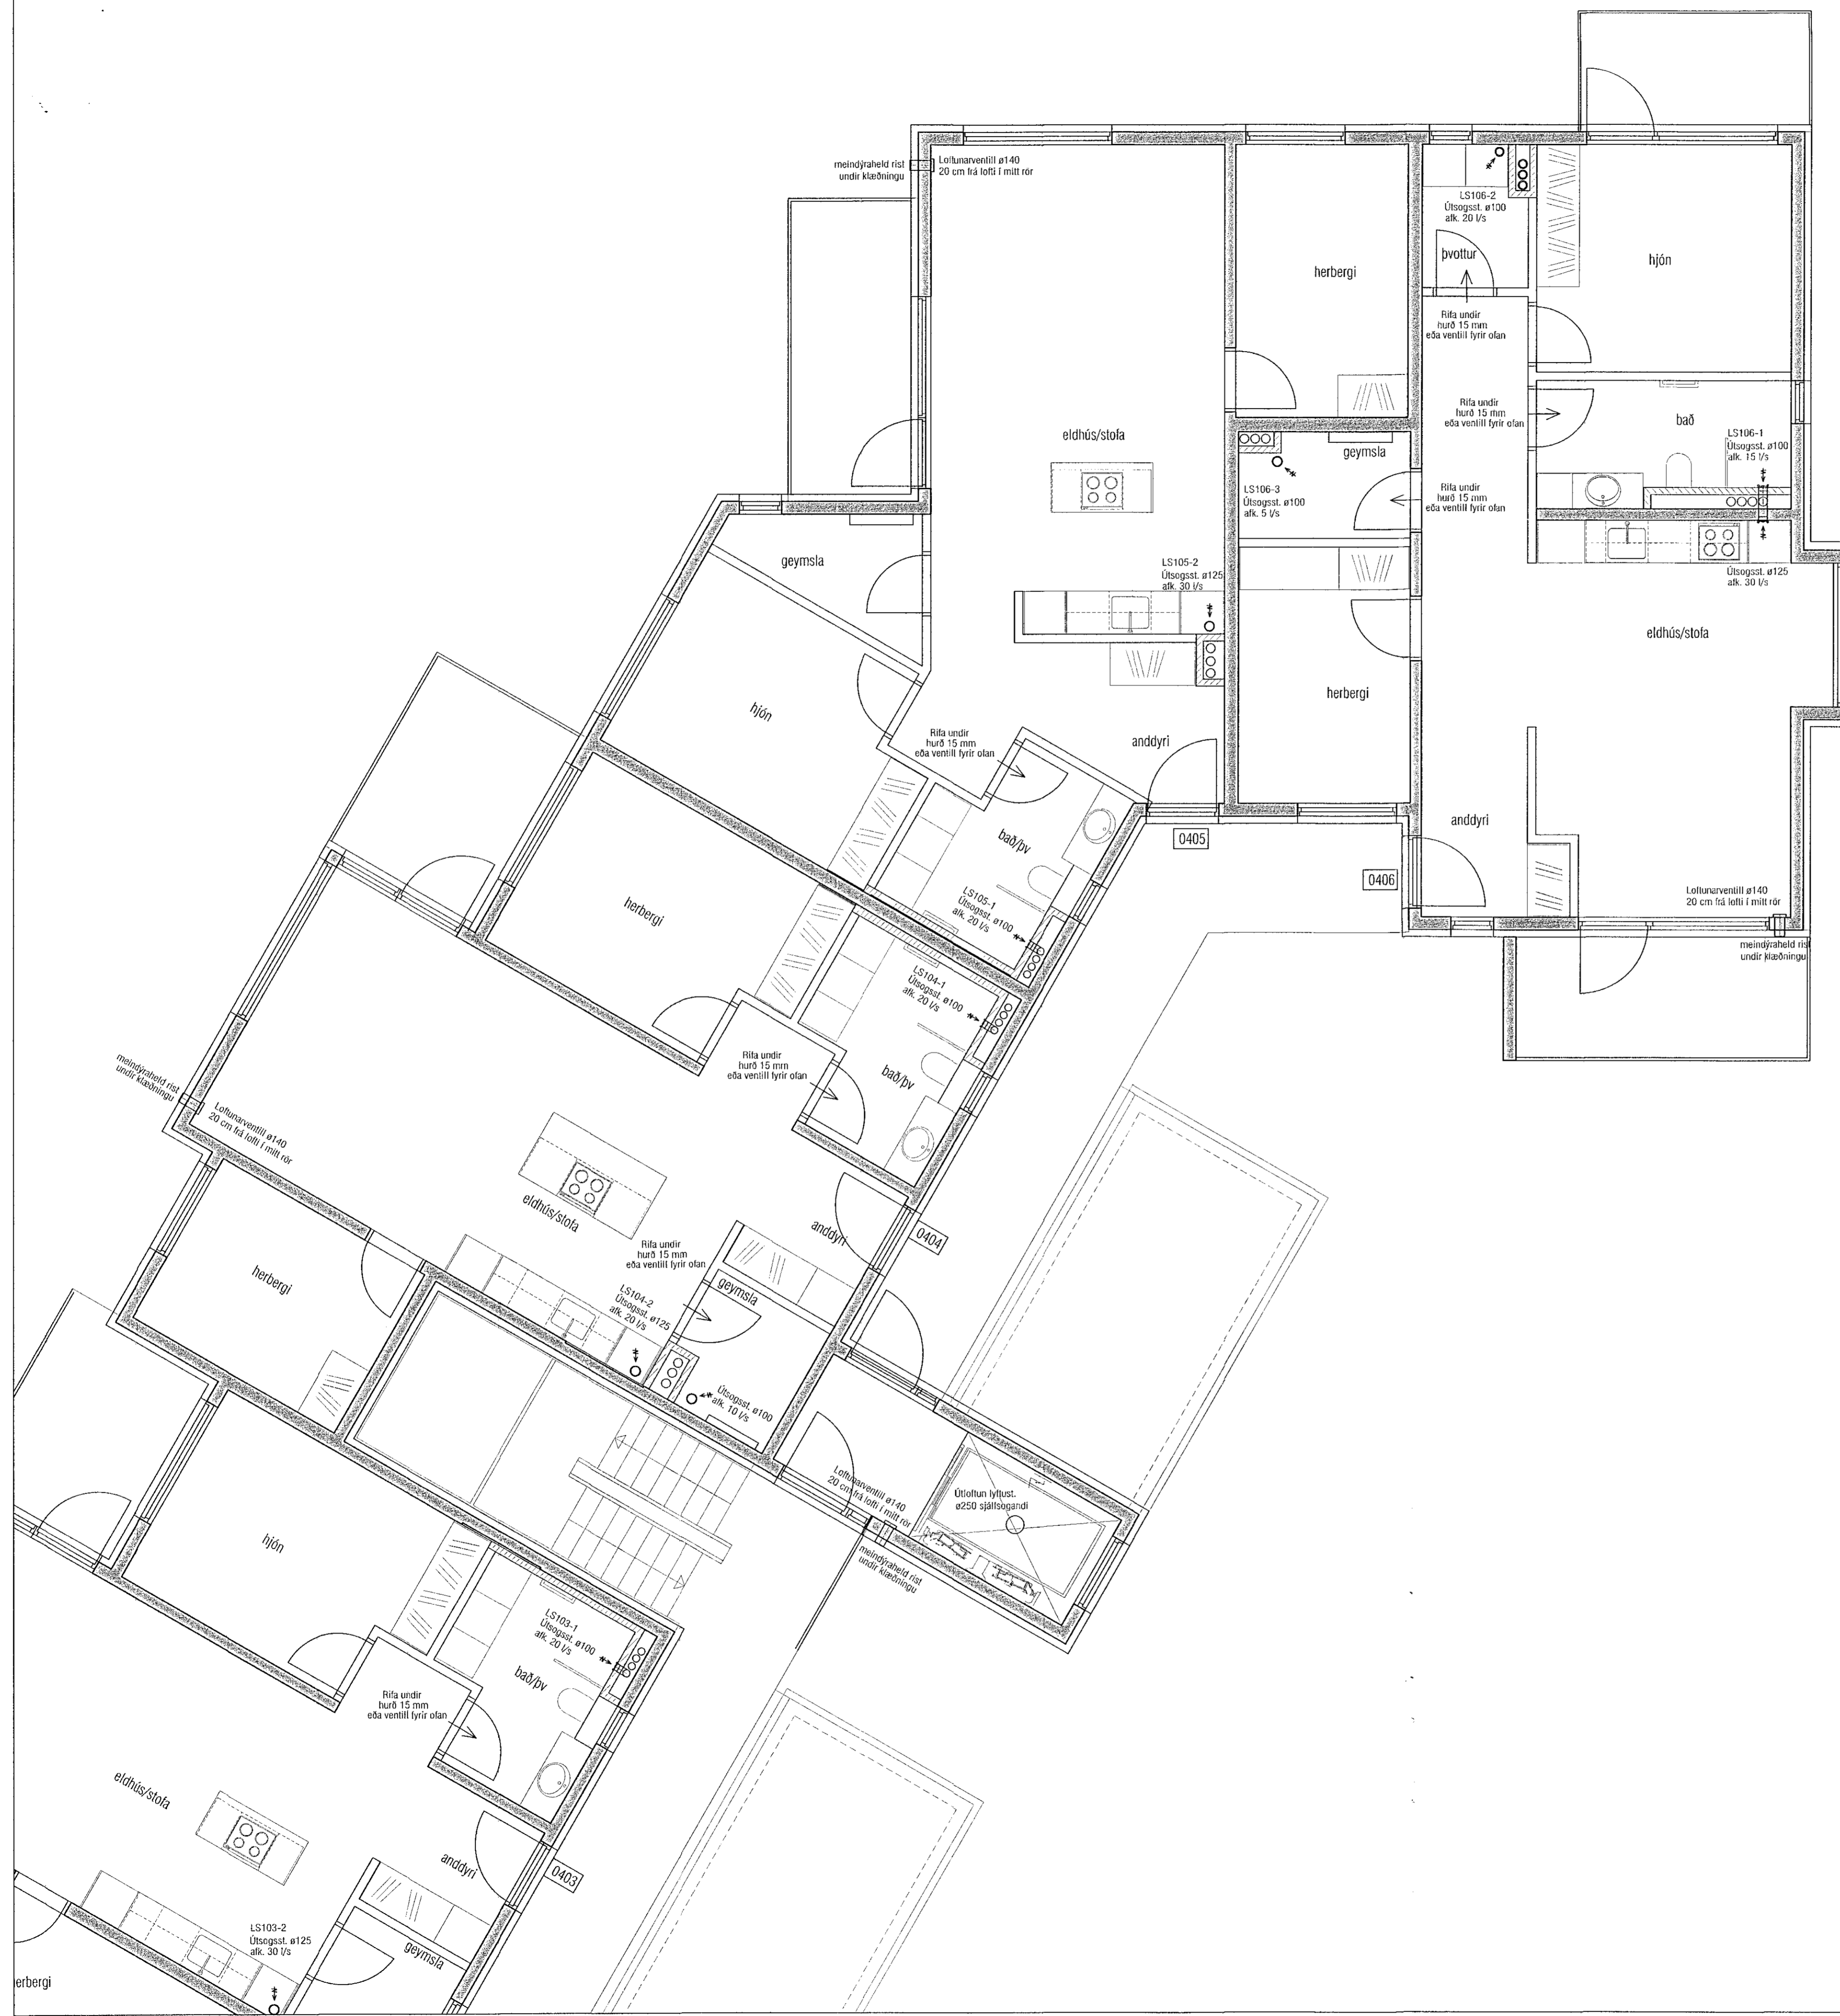 meindýraheld rist
undir klæðningu
Loftunarventill ø140
20 cm frá lofti í mitt rör
LS106-2
Útsogsst. ø100
afk. 20 l/s
þvottur
hjón
herbergi
Rifa undir
hurð 15 mm
eða ventill fyrir ofan
Rifa undir
hurð 15 mm
eða ventill fyrir ofan
bað
LS106-1
Útsogsst. ø100
afk. 15 l/s
eldhús/stofa
geymsla
LS106-3
Útsogsst. ø100
afk. 5 l/s
Rifa undir
hurð 15 mm
eða ventill fyrir ofan
geymsla
LS105-2
Útsogsst. ø125
afk. 30 l/s
Útsogsst. ø125
afk. 30 l/s
eldhús/stofa
herbergi
hjón
Rifa undir
hurð 15 mm
eða ventill fyrir ofan
anddyri
anddyri
0405
0406
bað/þv
LS105-1
Útsogsst. ø100
afk. 20 l/s
Loftunarventill ø140
20 cm frá lofti í mitt rör
meindýraheld rist
undir klæðningu
herbergi
LS104-1
Útsogsst. ø100
afk. 20 l/s
Rifa undir
hurð 15 mm
eða ventill fyrir ofan
bað/þv
meindýraheld rist
undir klæðningu
Loftunarventill ø140
20 cm frá lofti í mitt rör
eldhús/stofa
anddyri
0404
Rifa undir
hurð 15 mm
eða ventill fyrir ofan
herbergi
geymsla
LS104-2
Útsogsst. ø125
afk. 20 l/s
Útsogsst. ø100
afk. 10 l/s
Loftunarventill ø140
20 cm frá lofti í mitt rör
Útloftun lyftust.
ø250 sjálfsogandi
meindýraheld rist
undir klæðningu
hjón
LS103-1
Útsogsst. ø100
afk. 20 l/s
bað/þv
Rifa undir
hurð 15 mm
eða ventill fyrir ofan
eldhús/stofa
anddyri
0403
LS103-2
Útsogsst. ø125
afk. 30 l/s
geymsla
erbergi